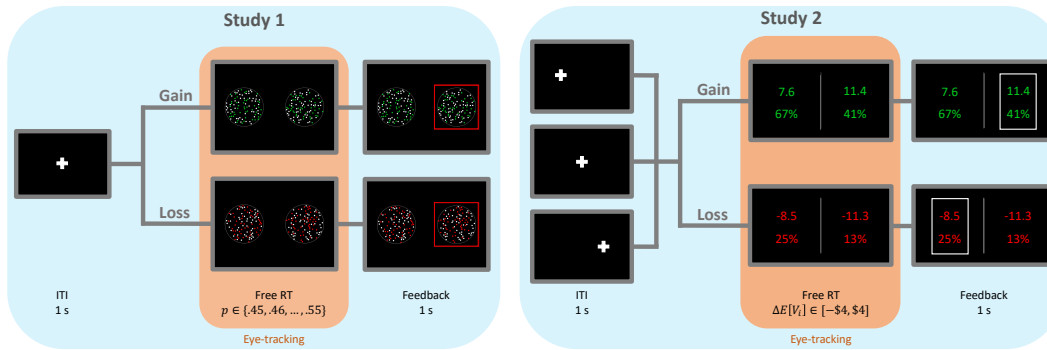 Study 1
Gain
Loss
ITI
1 s
Free RT
p ∈ {.45, .46, … , .55}
Feedback
1 s
Eye-tracking
Study 2
Gain
7.6 11.4
67% 41%
7.6 11.4
67% 41%
Loss
-8.5 -11.3
25% 13%
-8.5 -11.3
25% 13%
ITI
1 s
Free RT
ΔE[Vᵢ] ∈ [−$4, $4]
Feedback
1 s
Eye-tracking